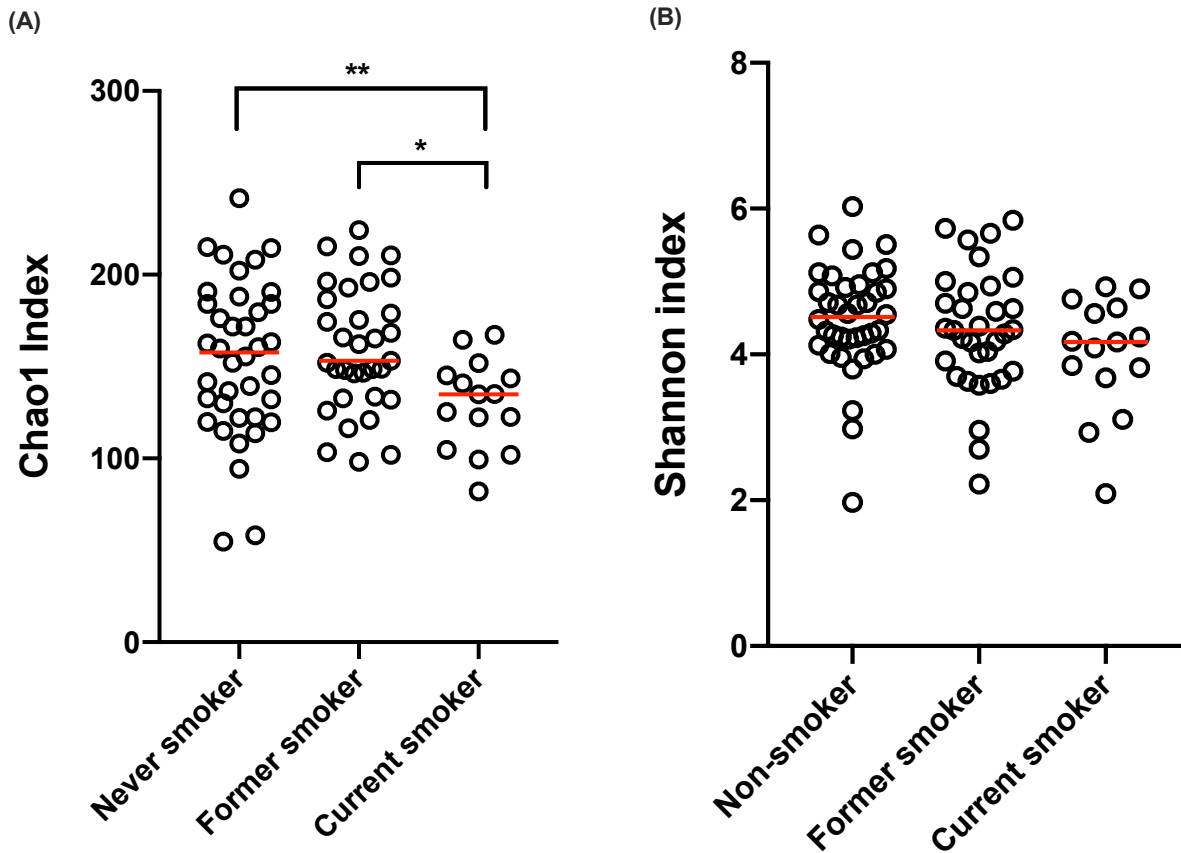 (A)
(B)
**
*
300
200
100
0
Chao1 Index
Never smoker
Former smoker
Current smoker
8
6
4
2
0
Shannon index
Non-smoker
Former smoker
Current smoker